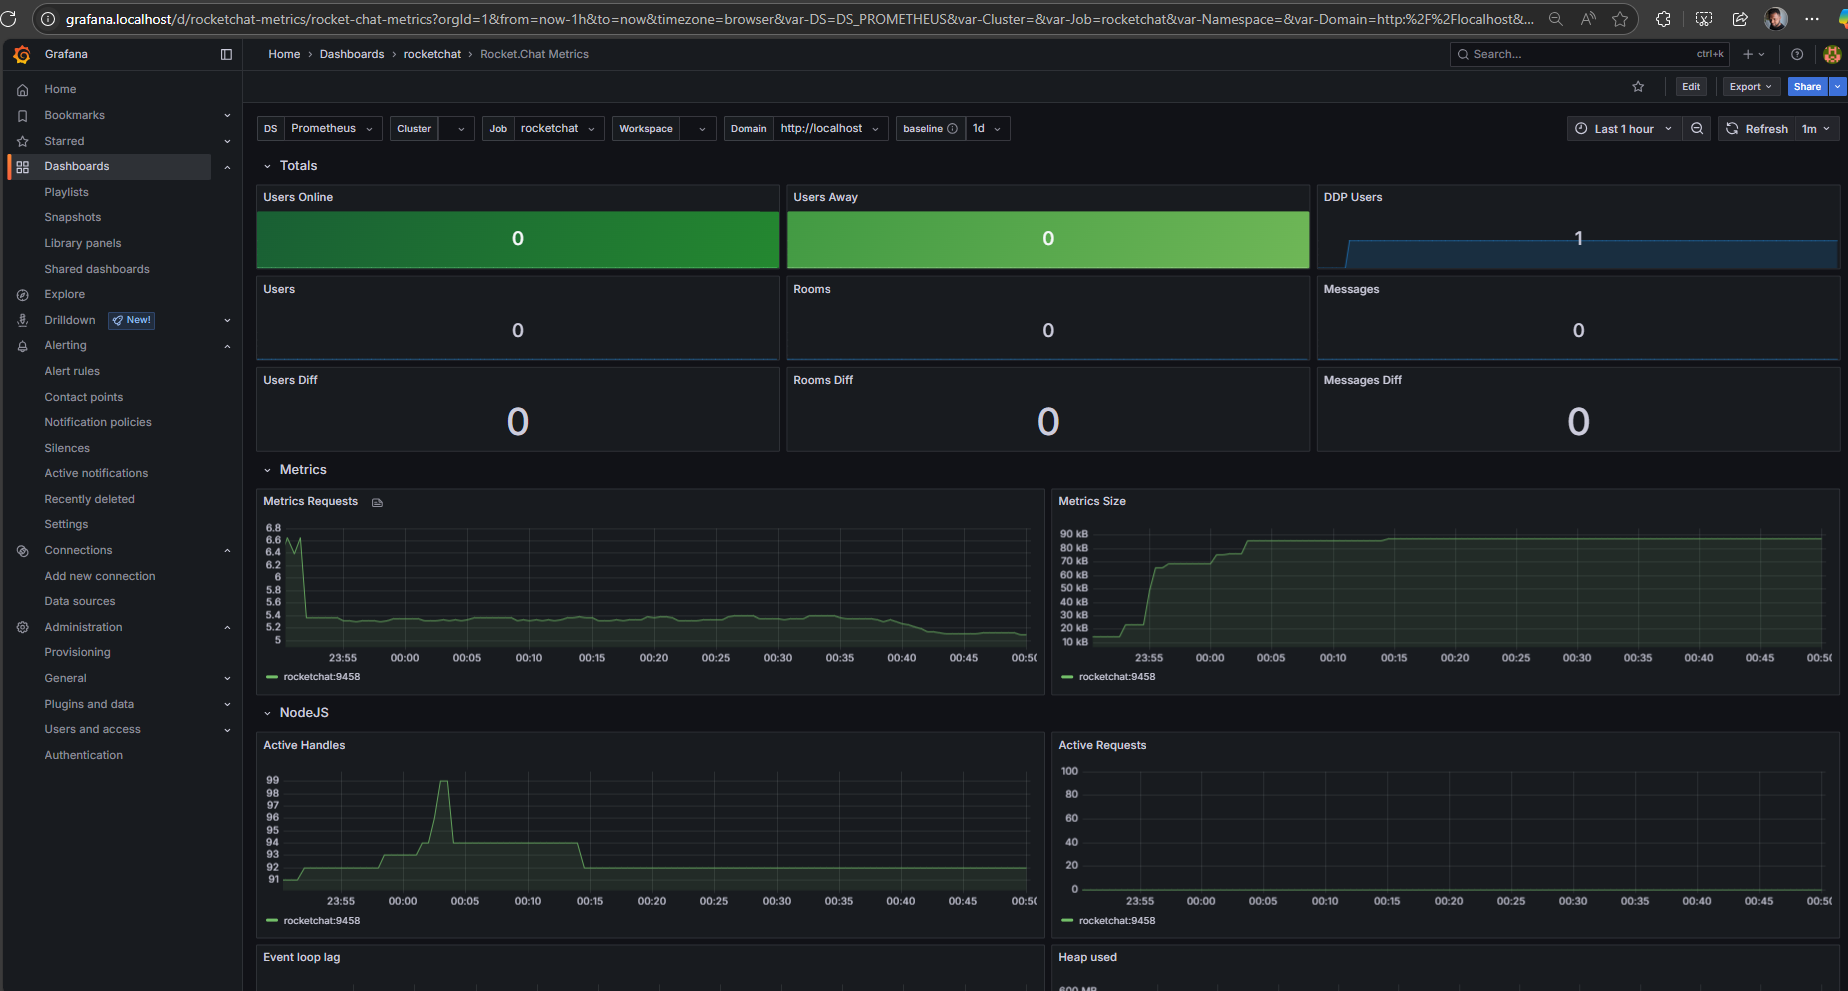 grafana.localhost/d/rocketchat-metrics/rocket-chat-metrics?orgId=1&from=now-1h&to=now&timezone=browser&var-DS=DS_PROMETHEUS&var-Cluster=&var-Job=rocketchat&var-Namespace=&var-Domain=http:%2F%2Flocalhost&...
Grafana
Home › Dashboards › rocketchat › Rocket.Chat Metrics
Search... ctrl+k
Edit Export Share
Home
Bookmarks
Starred
Dashboards
Playlists
Snapshots
Library panels
Shared dashboards
Explore
Drilldown New!
Alerting
Alert rules
Contact points
Notification policies
Silences
Active notifications
Recently deleted
Settings
Connections
Add new connection
Data sources
Administration
Provisioning
General
Plugins and data
Users and access
Authentication
DS Prometheus Cluster Job rocketchat Workspace Domain http://localhost baseline 1d Last 1 hour Refresh 1m
Totals
Users Online Users Away DDP Users
0 0 1
Users Rooms Messages
0 0 0
Users Diff Rooms Diff Messages Diff
0 0 0
Metrics
Metrics Requests
6.8
6.6
6.4
6.2
6
5.8
5.6
5.4
5.2
5
23:55 00:00 00:05 00:10 00:15 00:20 00:25 00:30 00:35 00:40 00:45 00:50
rocketchat:9458
Metrics Size
90 kB
80 kB
70 kB
60 kB
50 kB
40 kB
30 kB
20 kB
10 kB
23:55 00:00 00:05 00:10 00:15 00:20 00:25 00:30 00:35 00:40 00:45 00:50
rocketchat:9458
NodeJS
Active Handles
99
98
97
96
95
94
93
92
91
23:55 00:00 00:05 00:10 00:15 00:20 00:25 00:30 00:35 00:40 00:45 00:50
rocketchat:9458
Active Requests
100
80
60
40
20
0
23:55 00:00 00:05 00:10 00:15 00:20 00:25 00:30 00:35 00:40 00:45 00:50
rocketchat:9458
Event loop lag Heap used
600 MB